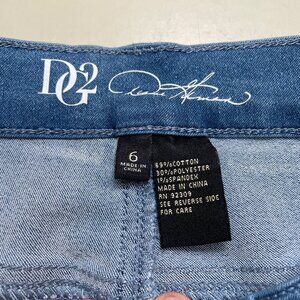 DG2
6
MADE IN
CHINA
69%COTTON
30%POLYESTER
1%SPANDEX
MADE IN CHINA
RN 92309
SEE REVERSE SIDE
FOR CARE